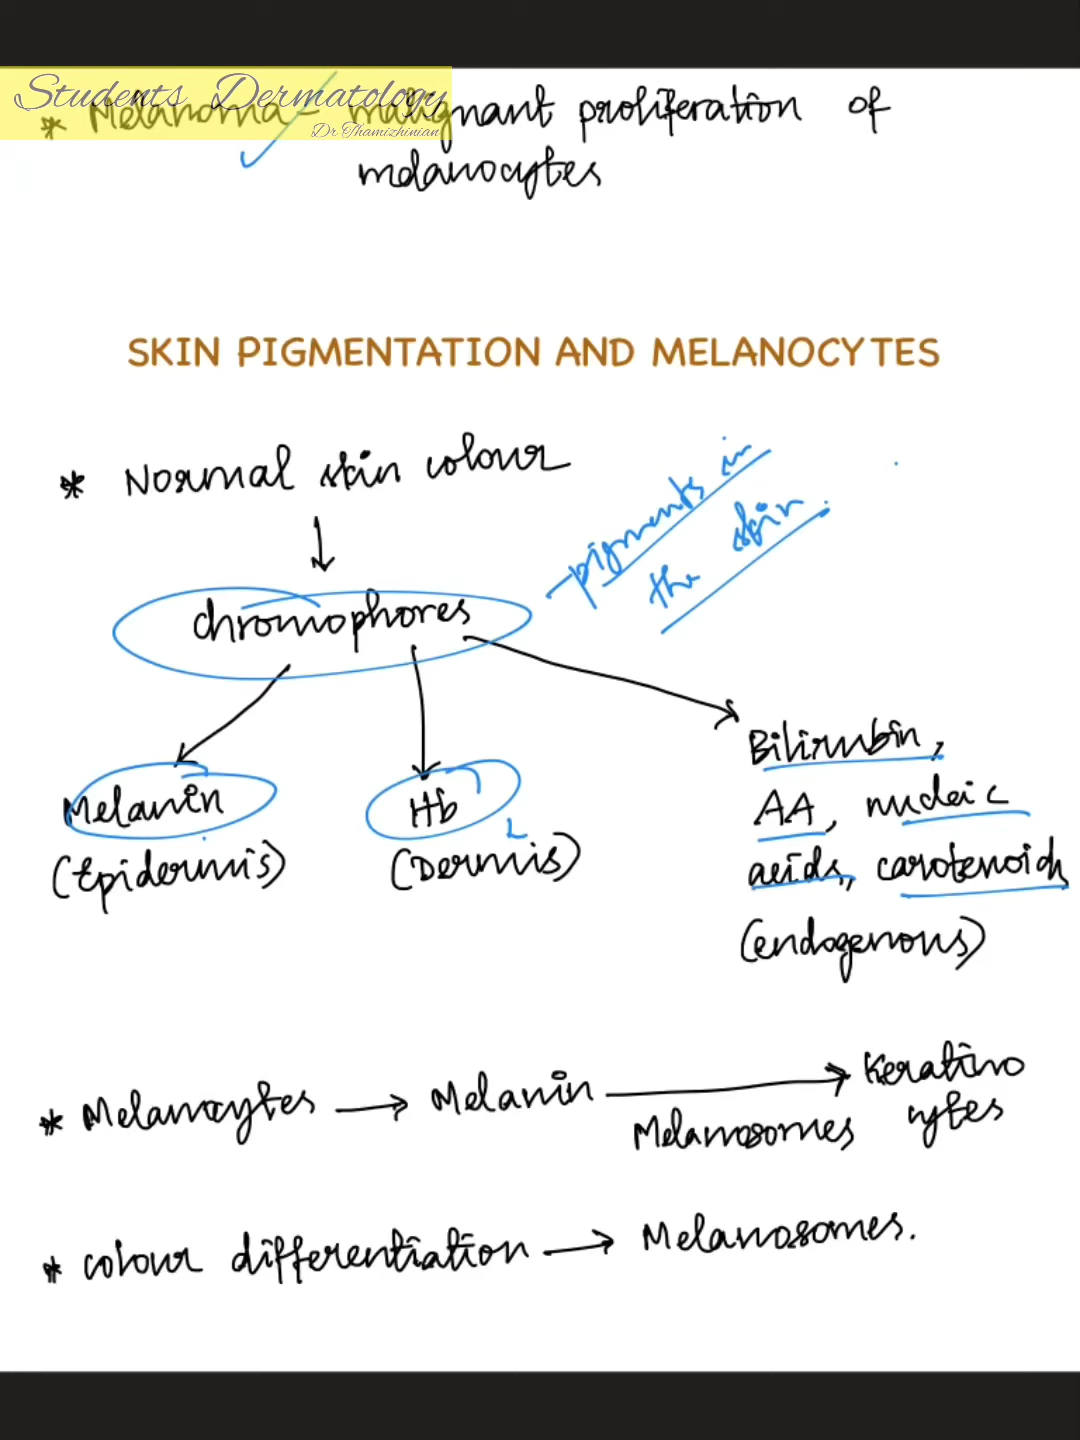 Students Dermatology
Dr Thamizhinian
* Melanoma - malignant proliferation of
melanocytes
SKIN PIGMENTATION AND MELANOCYTES
* Normal skin colour
pigments in
the skin.
chromophores
Melanin
(Epidermis)
Hb
(Dermis)
Bilirubin,
AA, nucleic
acids, carotenoids
(endogenous)
* Melanocytes → Melanin → Keratino
Melanosomes cytes
* colour differentiation → Melanosomes.